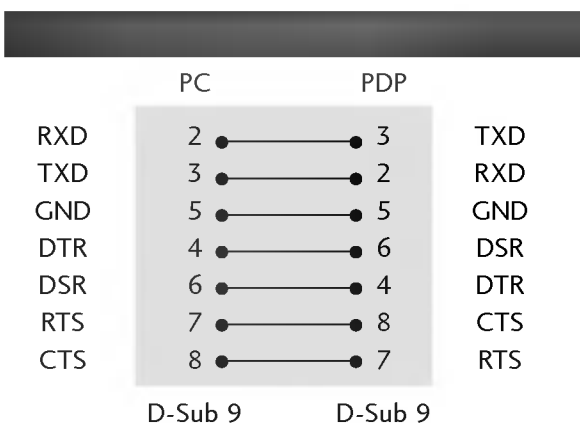 PC PDP
RXD 2 3 TXD
TXD 3 2 RXD
GND 5 5 GND
DTR 4 6 DSR
DSR 6 4 DTR
RTS 7 8 CTS
CTS 8 7 RTS
D-Sub 9 D-Sub 9